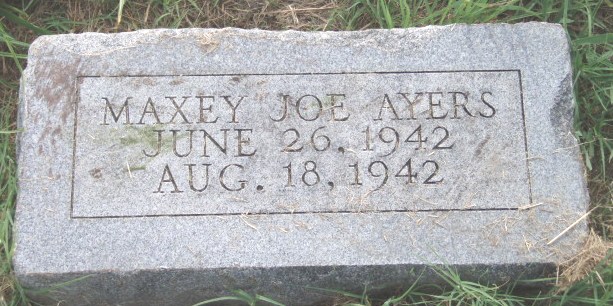 MAXEY JOE AYERS
JUNE 26, 1942
AUG. 18, 1942